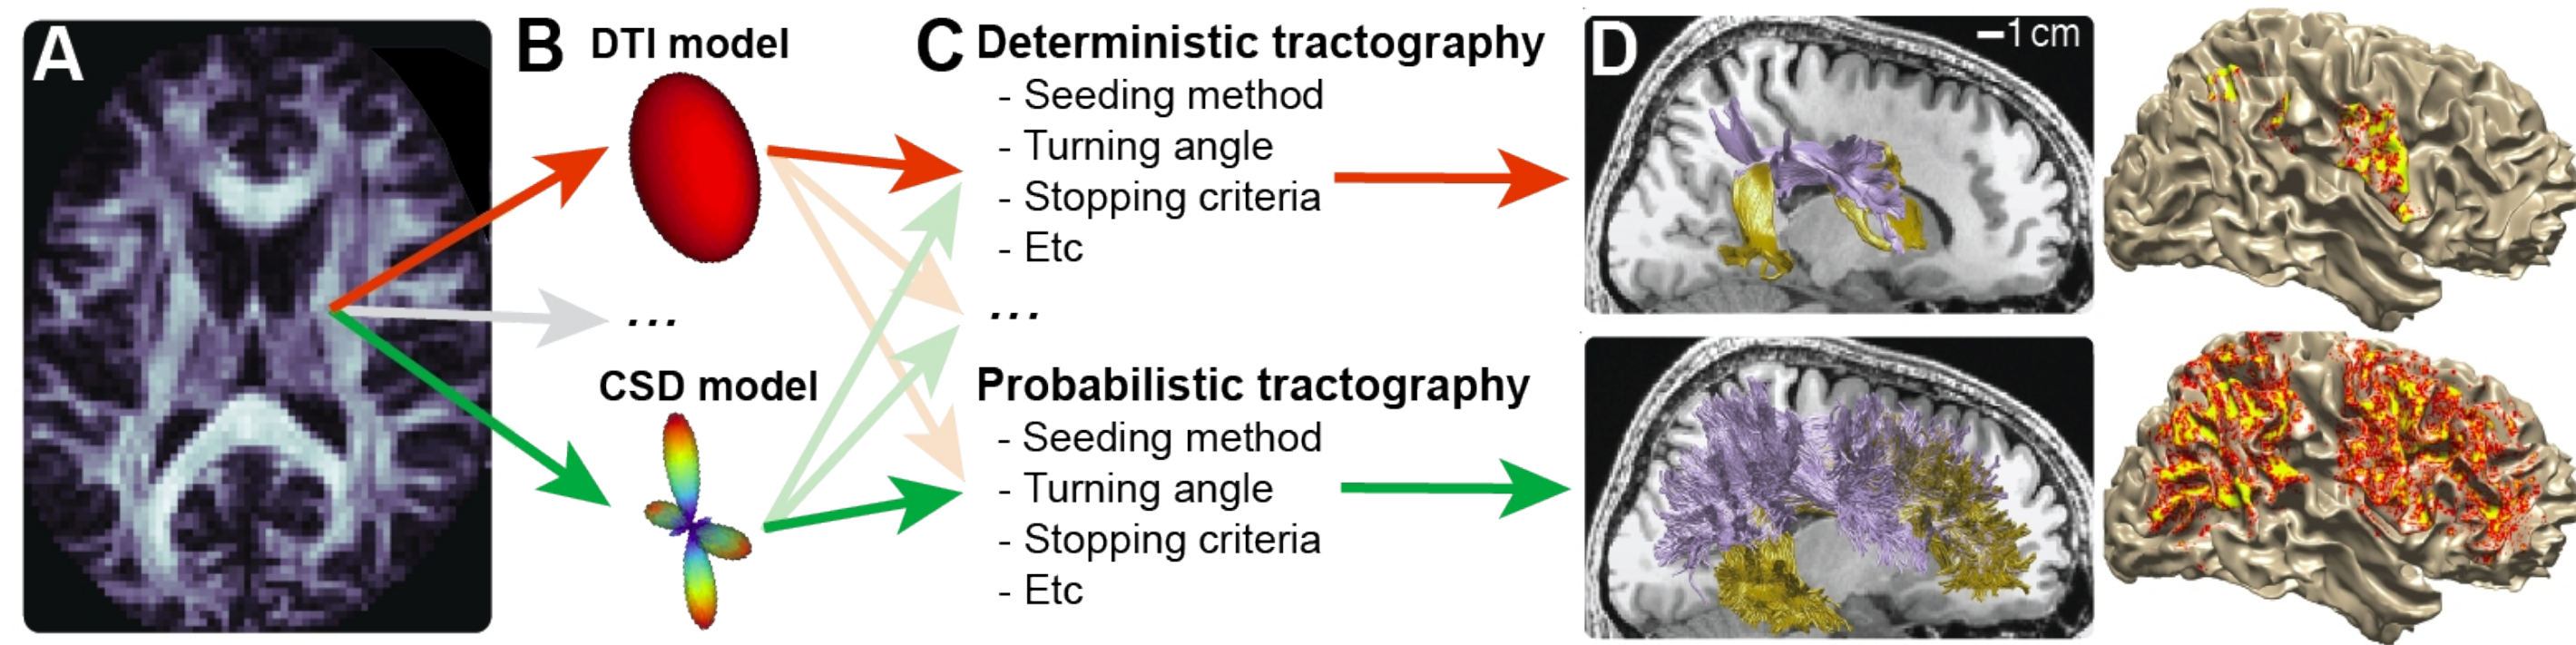 A
B
DTI model
...
CSD model
C
Deterministic tractography
- Seeding method
- Turning angle
- Stopping criteria
- Etc
...
Probabilistic tractography
- Seeding method
- Turning angle
- Stopping criteria
- Etc
D
1 cm